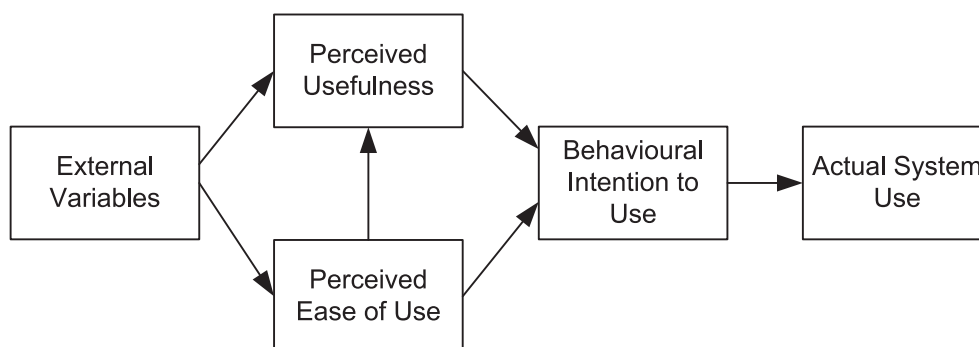 Perceived
Usefulness
External
Variables
Behavioural
Intention to
Use
Actual System
Use
Perceived
Ease of Use